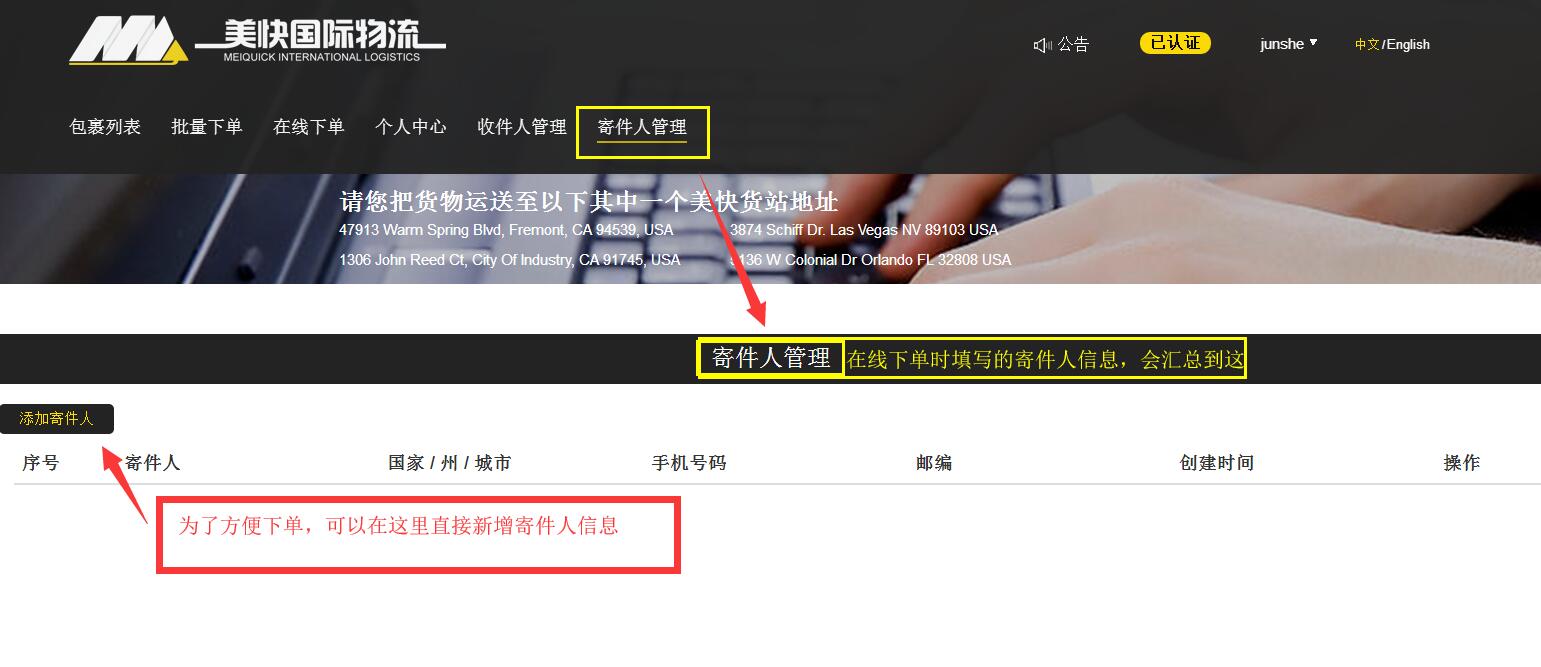 美快国际物流
MEIQUICK INTERNATIONAL LOGISTICS
公告
已认证
junshe
中文/English
包裹列表 批量下单 在线下单 个人中心 收件人管理 寄件人管理
请您把货物运送至以下其中一个美快货站地址
47913 Warm Spring Blvd, Fremont, CA 94539, USA 3874 Schiff Dr. Las Vegas NV 89103 USA
1306 John Reed Ct, City Of Industry, CA 91745, USA 5136 W Colonial Dr Orlando FL 32808 USA
寄件人管理 在线下单时填写的寄件人信息，会汇总到这
添加寄件人
序号 寄件人 国家 / 州 / 城市 手机号码 邮编 创建时间 操作
为了方便下单，可以在这里直接新增寄件人信息